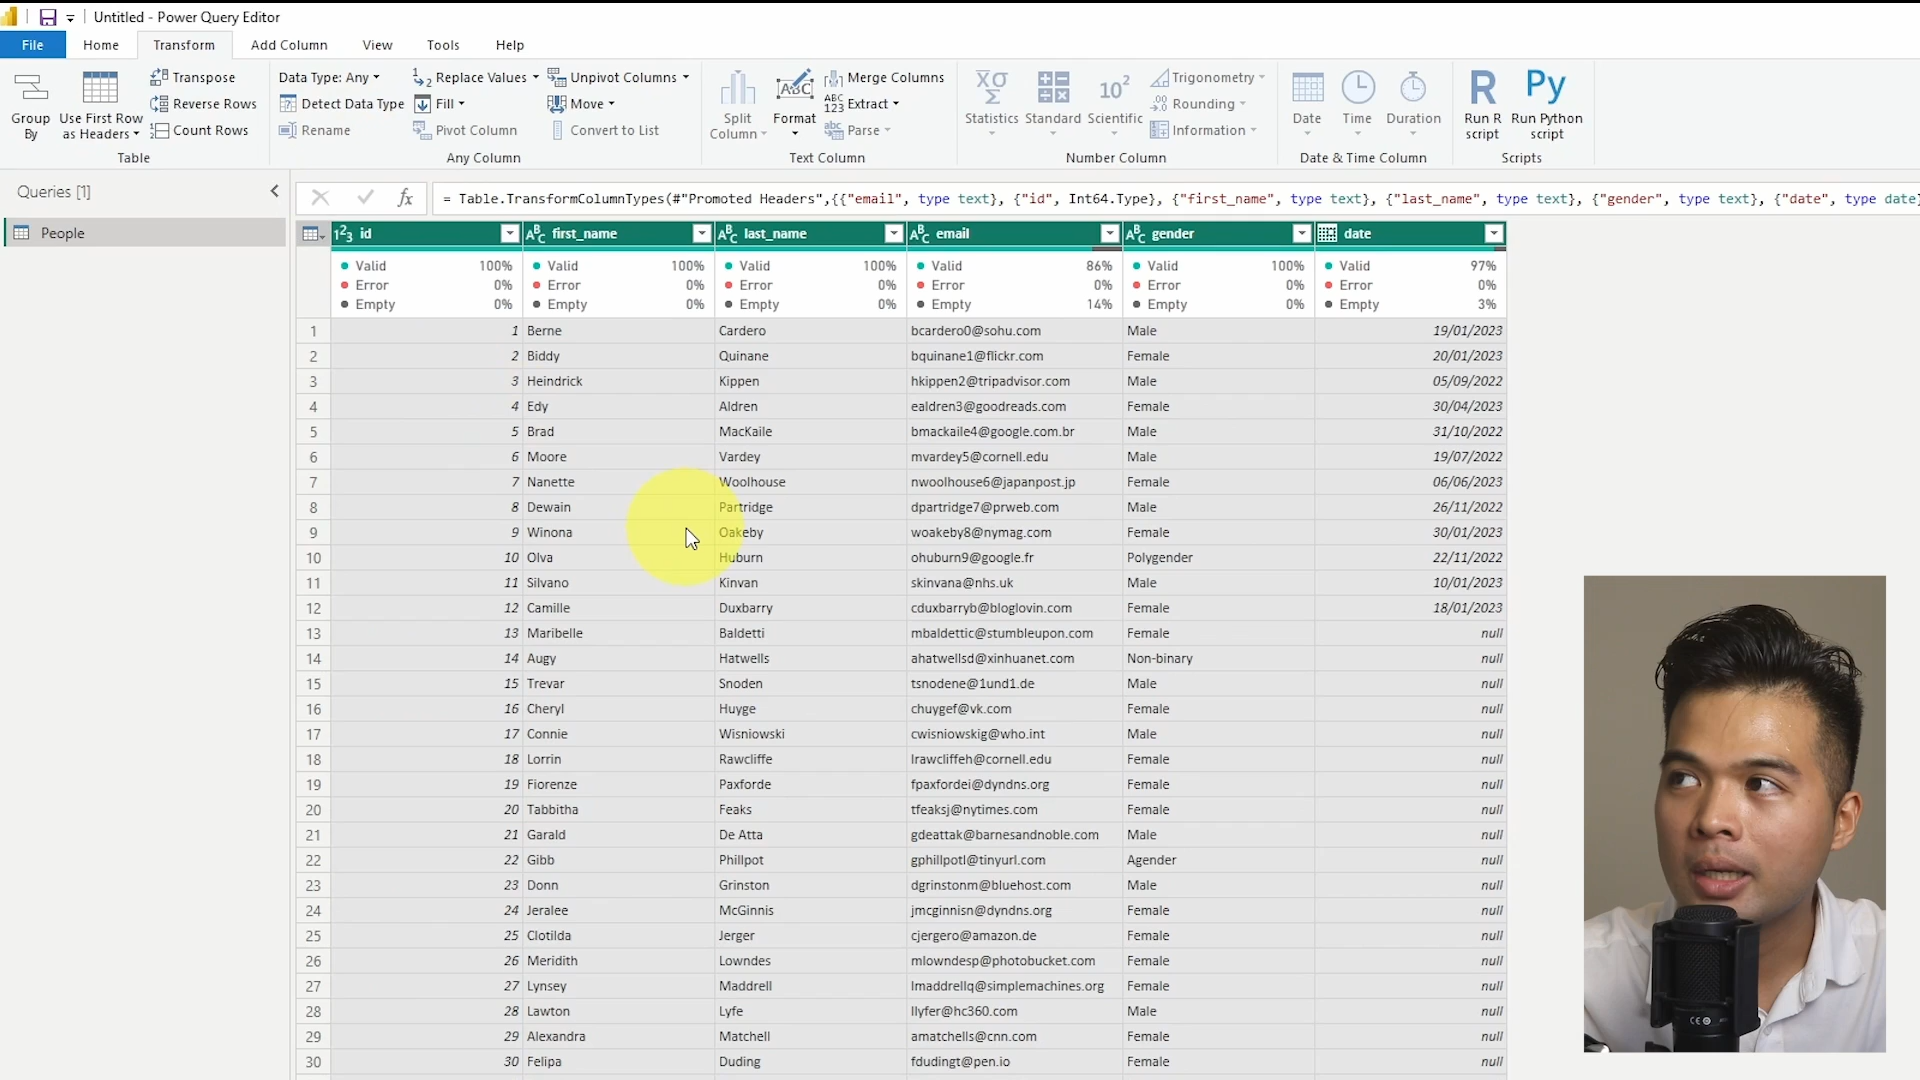 Untitled - Power Query Editor
File Home Transform Add Column View Tools Help
Group By
Use First Row as Headers
Transpose
Reverse Rows
Count Rows
Table
Data Type: Any
Detect Data Type
Rename
Replace Values
Fill
Pivot Column
Unpivot Columns
Move
Convert to List
Any Column
Split Column
Format
Merge Columns
Extract
Parse
Text Column
Statistics
Standard
Scientific
Trigonometry
Rounding
Information
Number Column
Date
Time
Duration
Date & Time Column
Run R script
Run Python script
Scripts
Queries [1]
People
= Table.TransformColumnTypes(#"Promoted Headers",{{"email", type text}, {"id", Int64.Type}, {"first_name", type text}, {"last_name", type text}, {"gender", type text}, {"date", type date
id first_name last_name email gender date
Valid 100% Valid 100% Valid 100% Valid 86% Valid 100% Valid 97%
Error 0% Error 0% Error 0% Error 0% Error 0% Error 0%
Empty 0% Empty 0% Empty 0% Empty 14% Empty 0% Empty 3%
1 1 Berne Cardero bcardero0@sohu.com Male 19/01/2023
2 2 Biddy Quinane bquinane1@flickr.com Female 20/01/2023
3 3 Heindrick Kippen hkippen2@tripadvisor.com Male 05/09/2022
4 4 Edy Aldren ealdren3@goodreads.com Female 30/04/2023
5 5 Brad MacKaile bmackaile4@google.com.br Male 31/10/2022
6 6 Moore Vardey mvardey5@cornell.edu Male 19/07/2022
7 7 Nanette Woolhouse nwoolhouse6@japanpost.jp Female 06/06/2023
8 8 Dewain Partridge dpartridge7@prweb.com Male 26/11/2022
9 9 Winona Oakeby woakeby8@nymag.com Female 30/01/2023
10 10 Olva Huburn ohuburn9@google.fr Polygender 22/11/2022
11 11 Silvano Kinvan skinvana@nhs.uk Male 10/01/2023
12 12 Camille Duxbarry cduxbarryb@bloglovin.com Female 18/01/2023
13 13 Maribelle Baldetti mbaldettic@stumbleupon.com Female null
14 14 Augy Hatwells ahatwellsd@xinhuanet.com Non-binary null
15 15 Trevar Snoden tsnodene@1und1.de Male null
16 16 Cheryl Huyge chuygef@vk.com Female null
17 17 Connie Wisniowski cwisniowskig@who.int Male null
18 18 Lorrin Rawcliffe lrawcliffeh@cornell.edu Female null
19 19 Fiorenze Paxforde fpaxfordei@dyndns.org Female null
20 20 Tabbitha Feaks tfeaksj@nytimes.com Female null
21 21 Garald De Atta gdeattak@barnesandnoble.com Male null
22 22 Gibb Phillpot gphillpotl@tinyurl.com Agender null
23 23 Donn Grinston dgrinstonm@bluehost.com Male null
24 24 Jeralee McGinnis jmcginnisn@dyndns.org Female null
25 25 Clotilda Jerger cjergero@amazon.de Female null
26 26 Meridith Lowndes mlowndesp@photobucket.com Female null
27 27 Lynsey Maddrell lmaddrellq@simplemachines.org Female null
28 28 Lawton Lyfe llyfer@hc360.com Male null
29 29 Alexandra Matchell amatchells@cnn.com Female null
30 30 Felipa Duding fdudingt@pen.io Female null